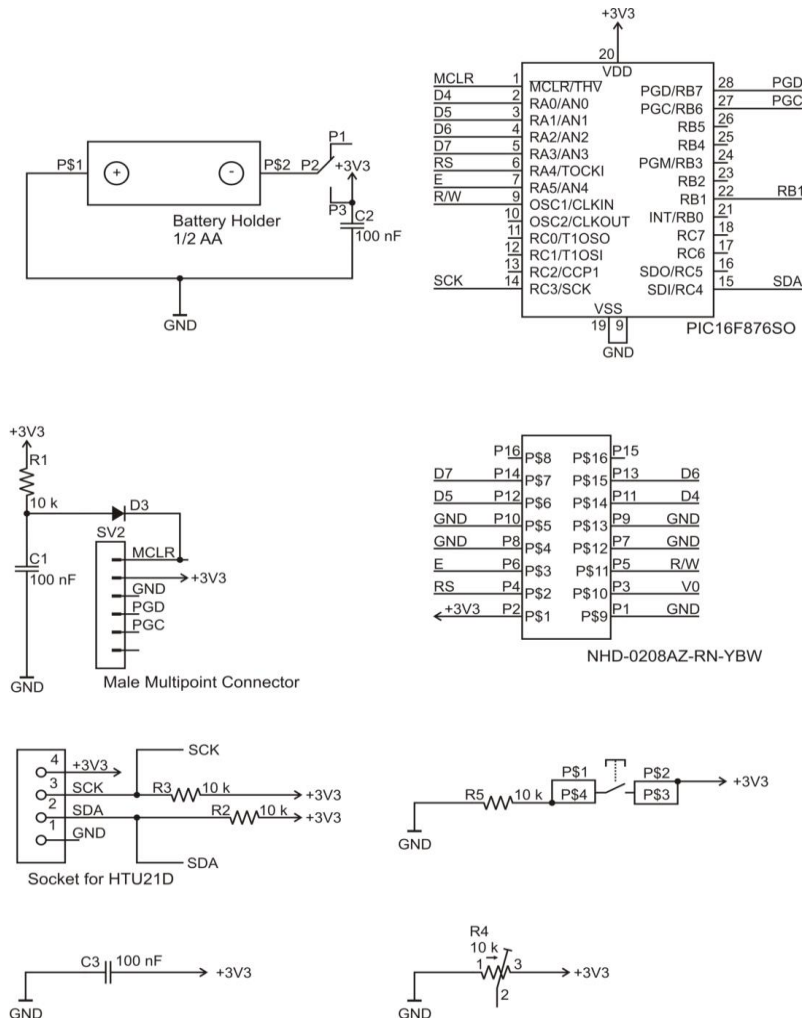 +3V3
20
VDD
MCLR 1 MCLR/THV PGD/RB7 28 PGD
D4 2 RA0/AN0 PGC/RB6 27 PGC
D5 3 RA1/AN1 RB5 26
D6 4 RA2/AN2 RB4 25
D7 5 RA3/AN3 PGM/RB3 24
RS 6 RA4/TOCKI RB2 23
E 7 RA5/AN4 RB1 22 RB1
R/W 9 OSC1/CLKIN INT/RB0 21
10 OSC2/CLKOUT RC7 18
11 RC0/T1OSO RC6 17
12 RC1/T1OSI SDO/RC5 16
13 RC2/CCP1 SDI/RC4 15 SDA
SCK 14 RC3/SCK
VSS
19 9
GND
PIC16F876SO
P1
P$1 + - P$2 P2 +3V3
P3
C2
100 nF
Battery Holder
1/2 AA
GND
+3V3
R1
10 k
D3
SV2
MCLR
+3V3
GND
PGD
PGC
C1
100 nF
GND
Male Multipoint Connector
P16 P$8 P$16 P15
D7 P14 P$7 P$15 P13 D6
D5 P12 P$6 P$14 P11 D4
GND P10 P$5 P$13 P9 GND
GND P8 P$4 P$12 P7 GND
E P6 P$3 P$11 P5 R/W
RS P4 P$2 P$10 P3 V0
+3V3 P2 P$1 P$9 P1 GND
NHD-0208AZ-RN-YBW
SCK
4 +3V3
3 SCK R3 10 k +3V3
2 SDA R2 10 k +3V3
1 GND
SDA
Socket for HTU21D
P$1 P$2
R5 10 k P$4 P$3 +3V3
GND
C3 100 nF +3V3
GND
R4
10 k
1 3 +3V3
2
GND